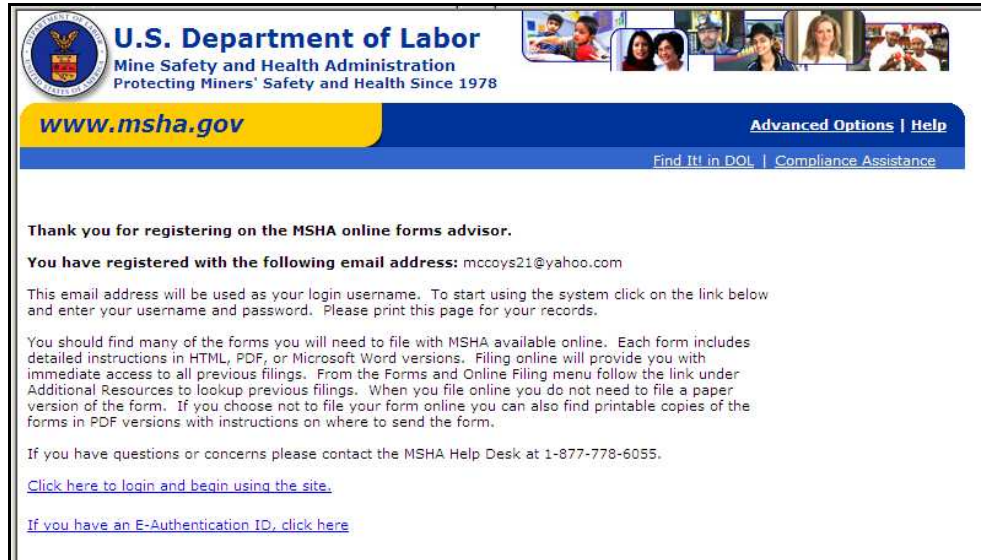 U.S. Department of Labor
Mine Safety and Health Administration
Protecting Miners' Safety and Health Since 1978
www.msha.gov
Advanced Options | Help
Find It! in DOL | Compliance Assistance
Thank you for registering on the MSHA online forms advisor.
You have registered with the following email address: mccoys21@yahoo.com
This email address will be used as your login username. To start using the system click on the link below
and enter your username and password. Please print this page for your records.
You should find many of the forms you will need to file with MSHA available online. Each form includes
detailed instructions in HTML, PDF, or Microsoft Word versions. Filing online will provide you with
immediate access to all previous filings. From the Forms and Online Filing menu follow the link under
Additional Resources to lookup previous filings. When you file online you do not need to file a paper
version of the form. If you choose not to file your form online you can also find printable copies of the
forms in PDF versions with instructions on where to send the form.
If you have questions or concerns please contact the MSHA Help Desk at 1-877-778-6055.
Click here to login and begin using the site.
If you have an E-Authentication ID, click here